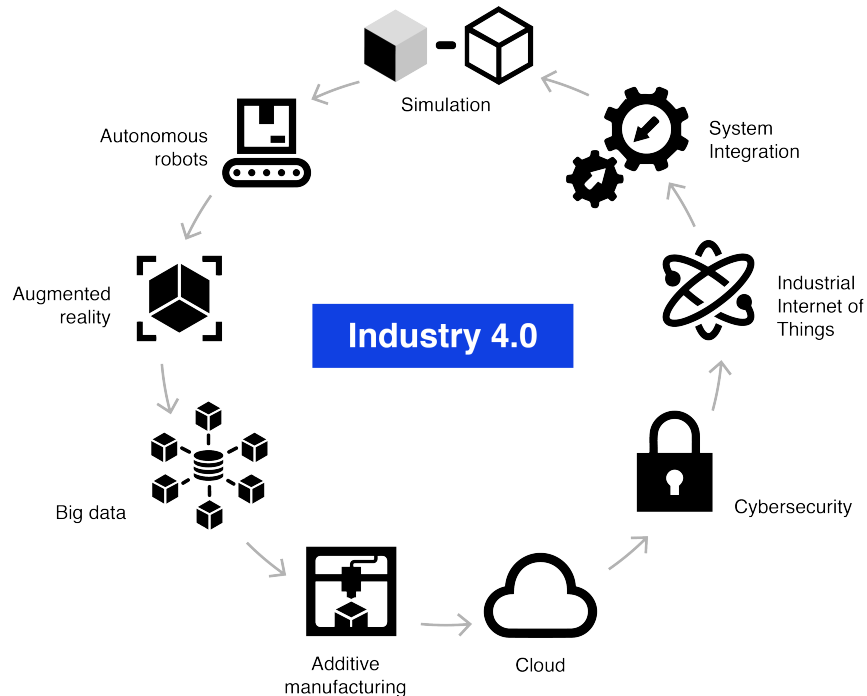 Simulation
Autonomous
robots
System
Integration
Augmented
reality
Industrial
Internet of
Things
Industry 4.0
Big data
Cybersecurity
Additive
manufacturing
Cloud